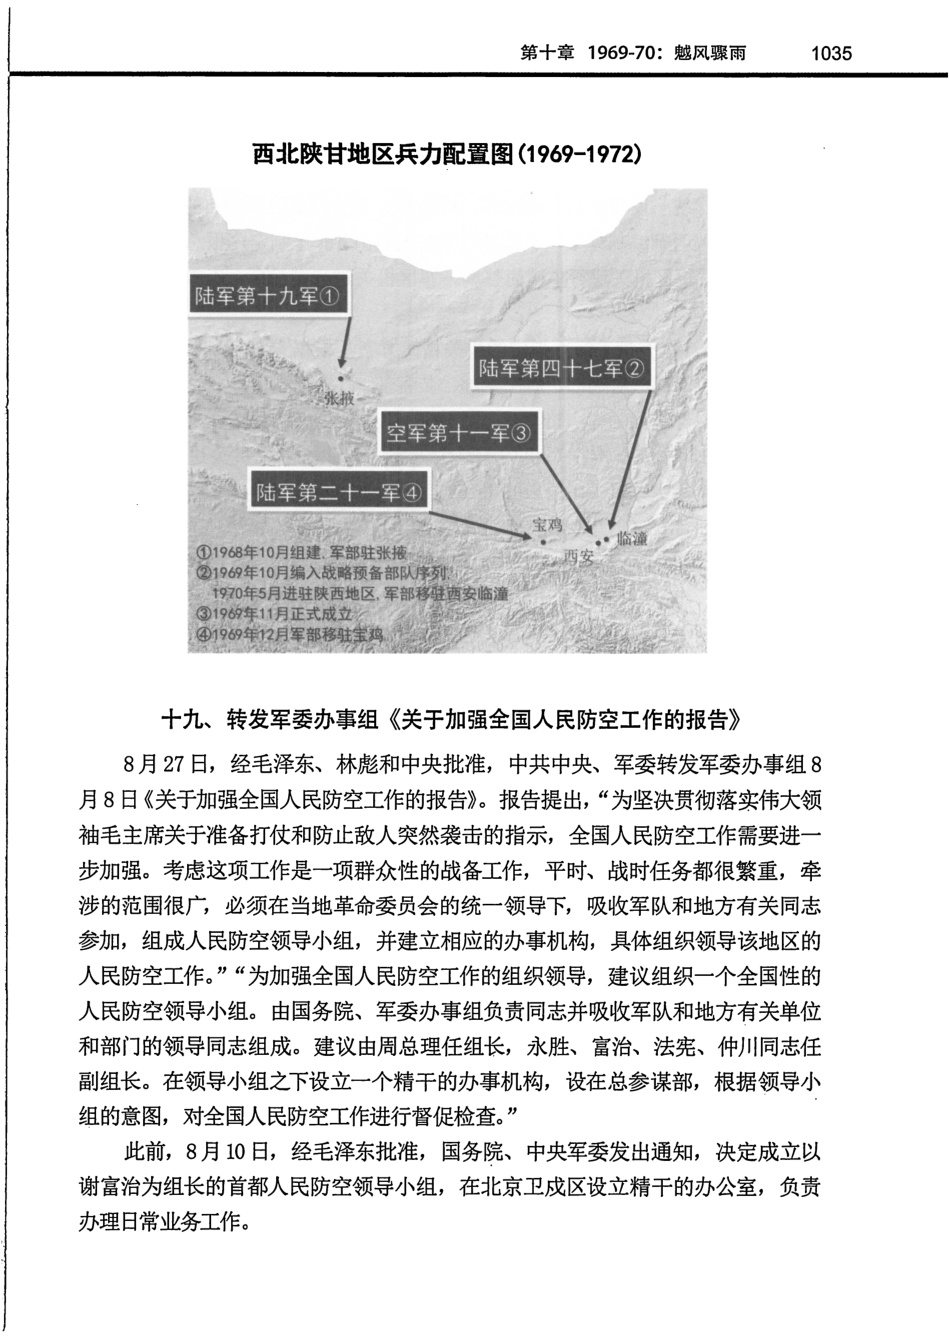 第十章 1969-70：飚风骤雨 1035
西北陕甘地区兵力配置图(1969-1972)
陆军第十九军①
陆军第四十七军②
张掖
空军第十一军③
陆军第二十一军④
宝鸡
临潼
西安
①1968年10月组建,军部驻张掖
②1969年10月编入战略预备部队序列,
1970年5月进驻陕西地区,军部移驻西安临潼
③1969年11月正式成立
④1969年12月军部移驻宝鸡
十九、转发军委办事组《关于加强全国人民防空工作的报告》
8月27日，经毛泽东、林彪和中央批准，中共中央、军委转发军委办事组8
月8日《关于加强全国人民防空工作的报告》。报告提出，“为坚决贯彻落实伟大领
袖毛主席关于准备打仗和防止敌人突然袭击的指示，全国人民防空工作需要进一
步加强。考虑这项工作是一项群众性的战备工作，平时、战时任务都很繁重，牵
涉的范围很广，必须在当地革命委员会的统一领导下，吸收军队和地方有关同志
参加，组成人民防空领导小组，并建立相应的办事机构，具体组织领导该地区的
人民防空工作。”“为加强全国人民防空工作的组织领导，建议组织一个全国性的
人民防空领导小组。由国务院、军委办事组负责同志并吸收军队和地方有关单位
和部门的领导同志组成。建议由周总理任组长，永胜、富治、法宪、仲川同志任
副组长。在领导小组之下设立一个精干的办事机构，设在总参谋部，根据领导小
组的意图，对全国人民防空工作进行督促检查。”
此前，8月10日，经毛泽东批准，国务院、中央军委发出通知，决定成立以
谢富治为组长的首都人民防空领导小组，在北京卫戍区设立精干的办公室，负责
办理日常业务工作。